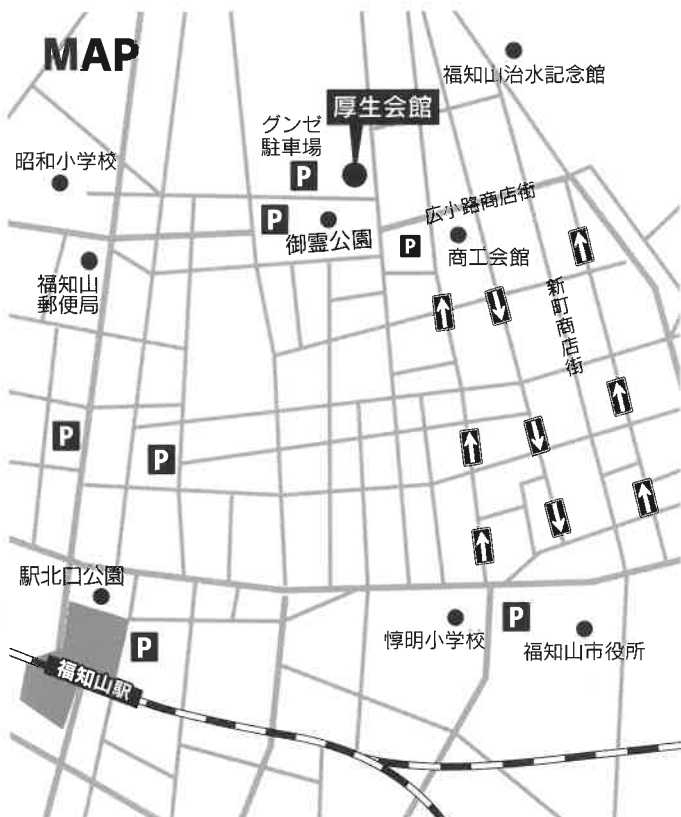 MAP
福知山治水記念館
厚生会館
グンゼ
駐車場
昭和小学校
P
広小路商店街
P
御霊公園
P
商工会館
福知山
郵便局
新町商店街
P
P
駅北口公園
惇明小学校
P
福知山市役所
P
福知山駅